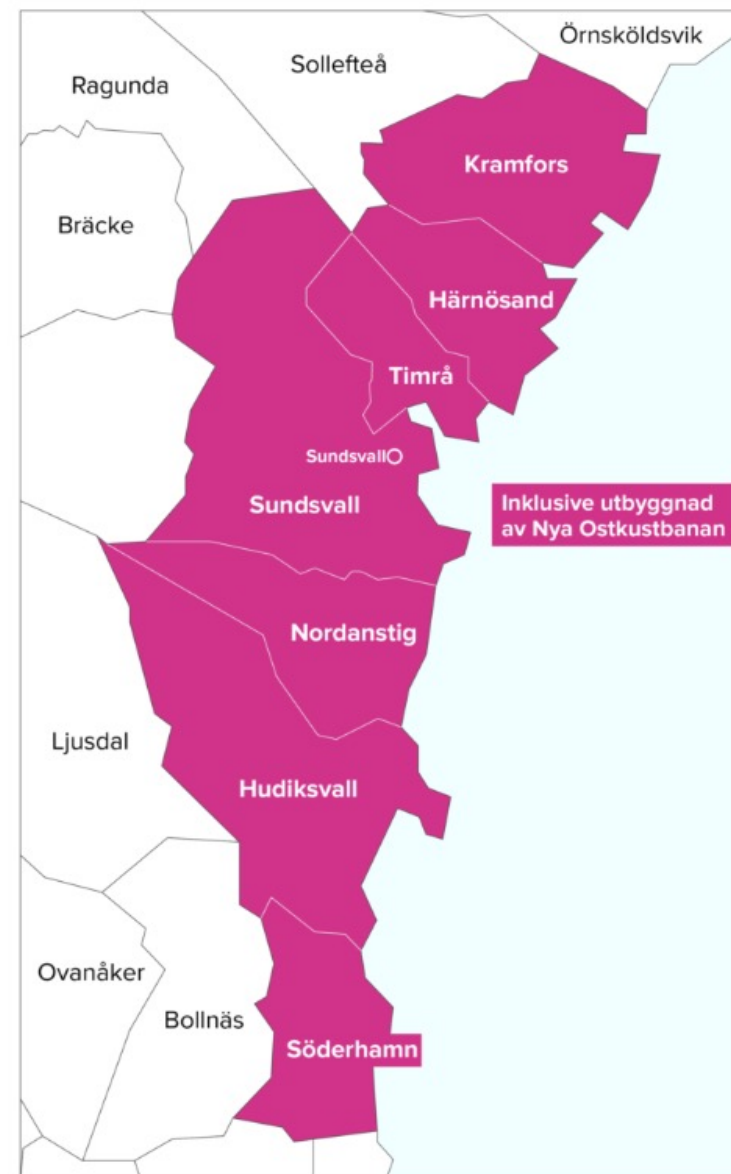 Örnsköldsvik
Sollefteå
Ragunda
Kramfors
Bräcke
Härnösand
Timrå
Sundsvall
Sundsvall
Inklusive utbyggnad
av Nya Ostkustbanan
Nordanstig
Ljusdal
Hudiksvall
Ovanåker
Bollnäs
Söderhamn